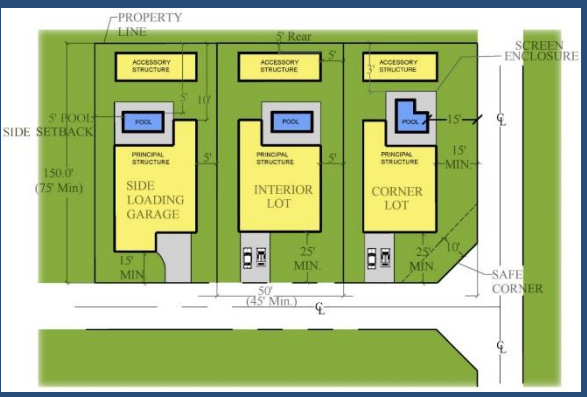 PROPERTY
LINE
5' Rear
SCREEN
ENCLOSURE
ACCESSORY
STRUCTURE
ACCESSORY
STRUCTURE
ACCESSORY
STRUCTURE
5'
3'
5'
10'
5' POOL
SIDE SETBACK
POOL
POOL
POOL
15'
℄
PRINCIPAL
STRUCTURE
PRINCIPAL
STRUCTURE
PRINCIPAL
STRUCTURE
5'
5'
15'
MIN.
150.0'
(75' Min)
SIDE
LOADING
GARAGE
INTERIOR
LOT
CORNER
LOT
15'
MIN.
25'
MIN.
25'
MIN.
10'
SAFE
CORNER
50'
(45' Min.)
℄
℄